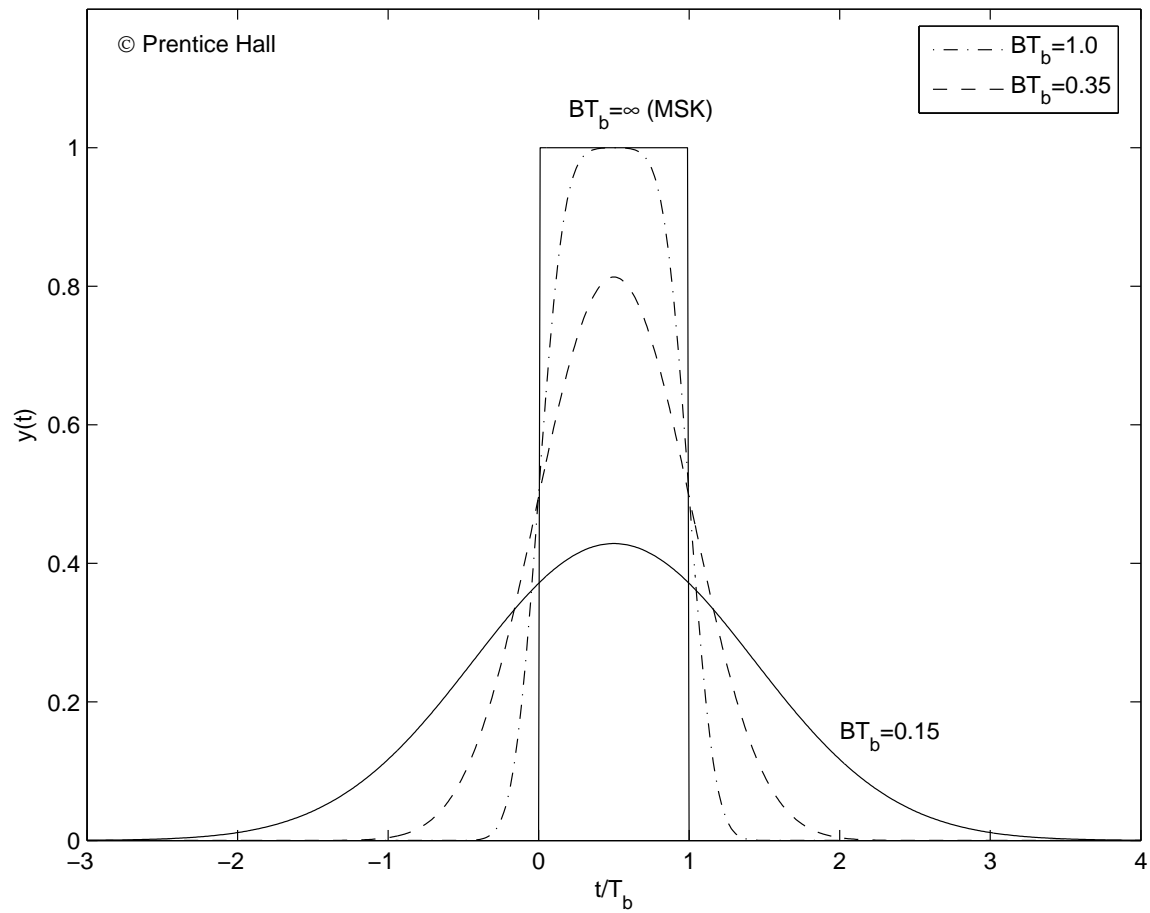 © Prentice Hall
BT_b=1.0
BT_b=0.35
BT_b=∞ (MSK)
1
0.8
0.6
y(t)
0.4
0.2
BT_b=0.15
0
−3
−2
−1
0
1
2
3
4
t/T_b